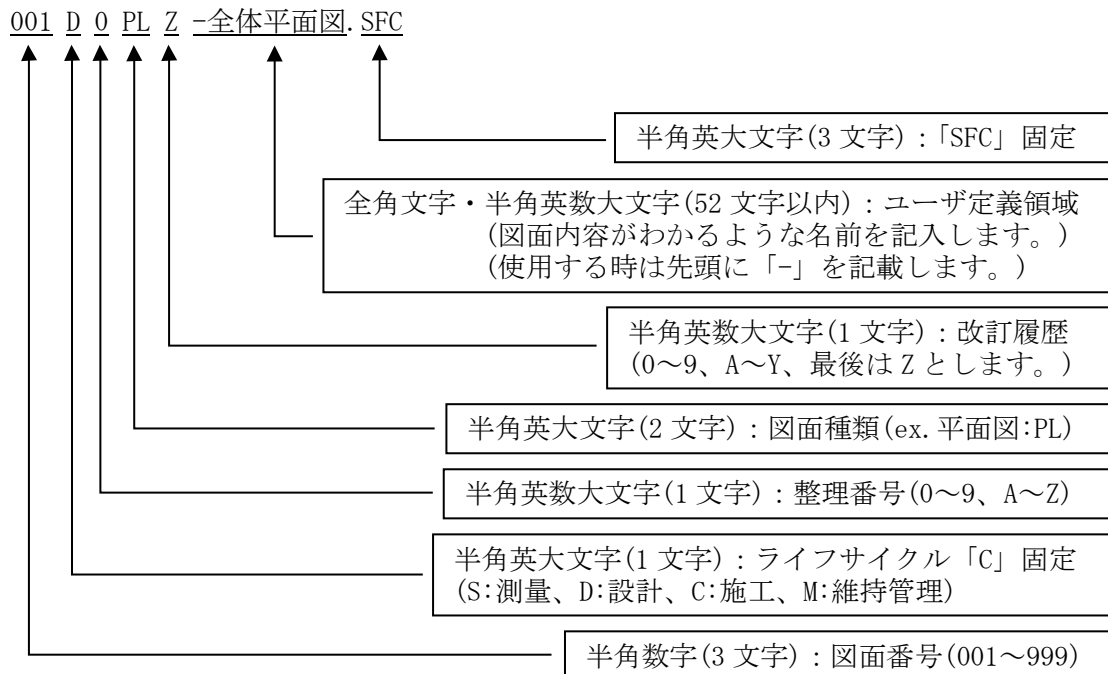 001 D 0 PL Z -全体平面図.SFC
半角英大文字(3文字):「SFC」固定
全角文字・半角英数大文字(52文字以内):ユーザ定義領域
(図面内容がわかるような名前を記入します。)
(使用する時は先頭に「-」を記載します。)
半角英数大文字(1文字):改訂履歴
(0～9、A～Y、最後はZとします。)
半角英大文字(2文字):図面種類(ex.平面図:PL)
半角英数大文字(1文字):整理番号(0～9、A～Z)
半角英大文字(1文字):ライフサイクル「C」固定
(S:測量、D:設計、C:施工、M:維持管理)
半角数字(3文字):図面番号(001～999)